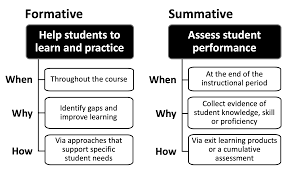 Formative
Help students to
learn and practice
When
Throughout the course
Why
Identify gaps and
improve learning
How
Via approaches that
support specific
student needs
Summative
Assess student
performance
When
At the end of the
instructional period
Why
Collect evidence of
student knowledge, skill
or proficiency
How
Via exit learning products
or a cumulative
assessment